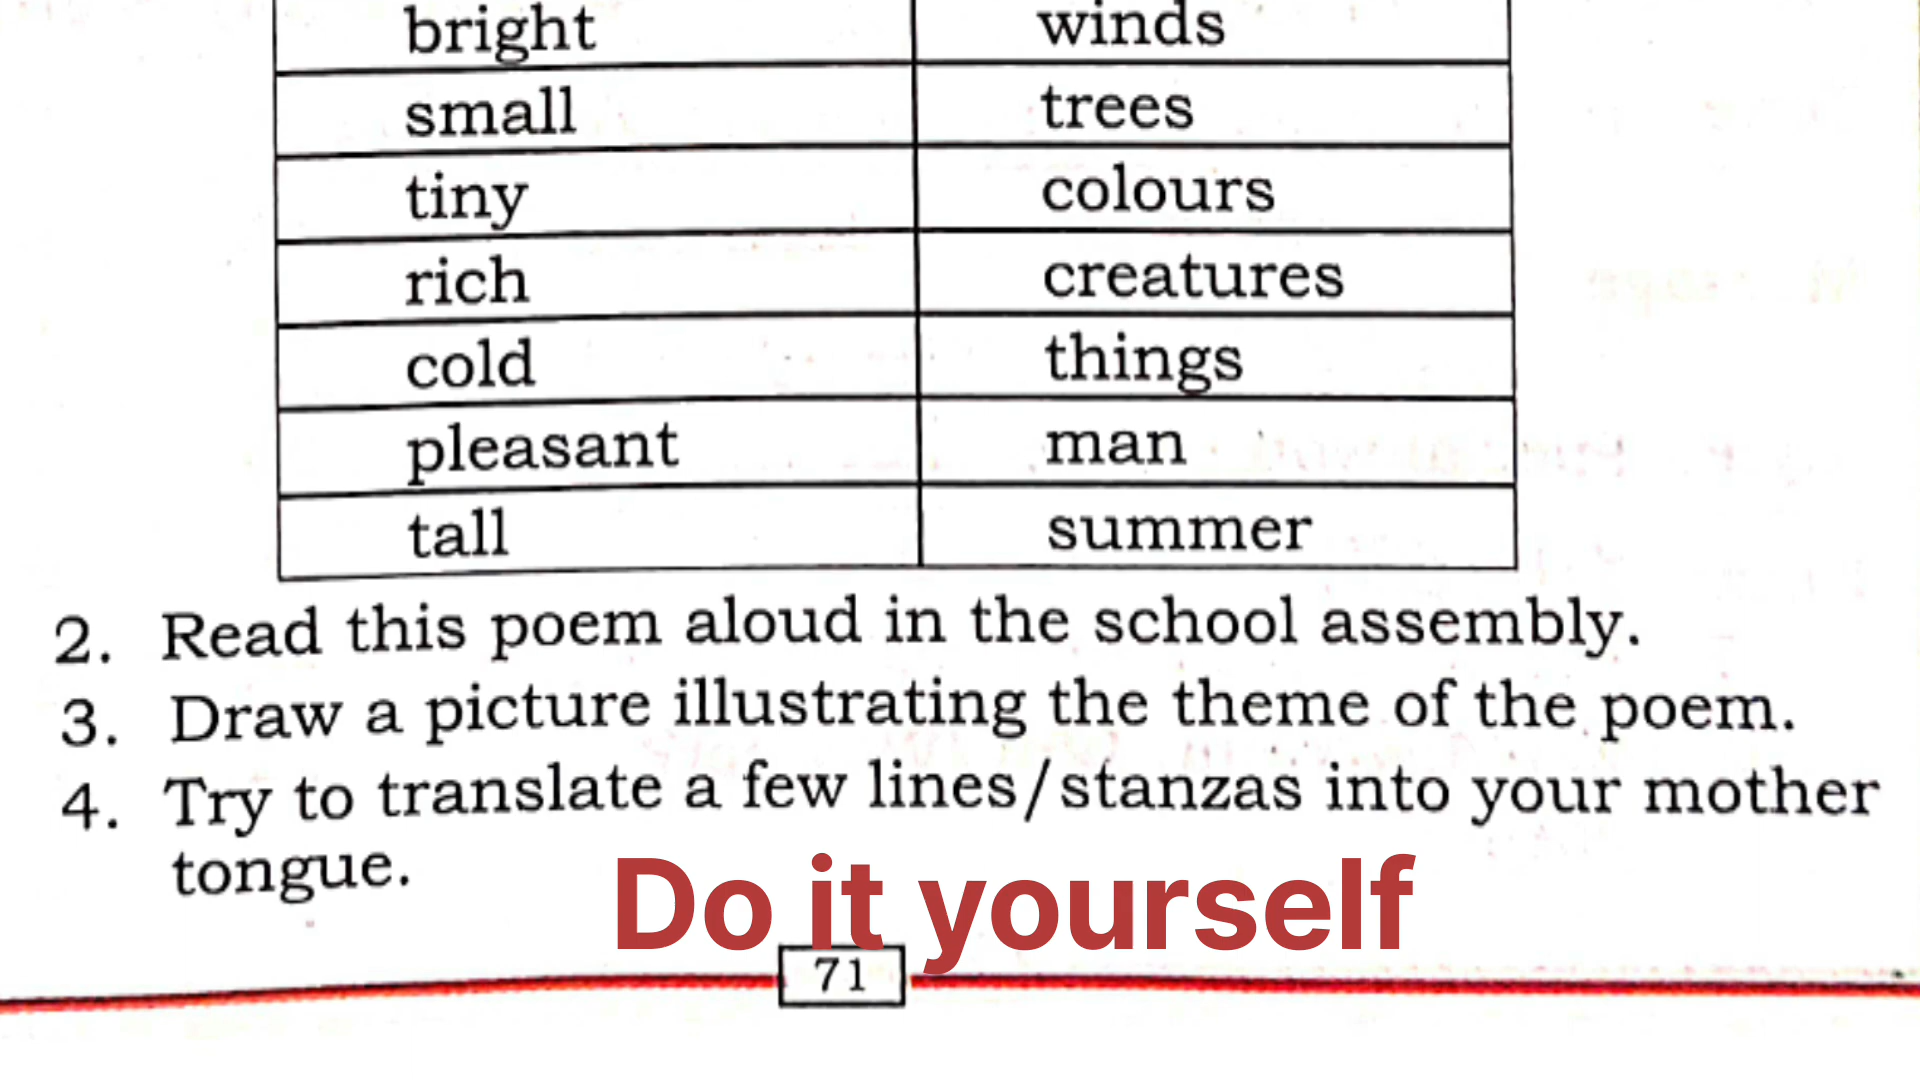 bright winds
small trees
tiny colours
rich creatures
cold things
pleasant man
tall summer
2. Read this poem aloud in the school assembly.
3. Draw a picture illustrating the theme of the poem.
4. Try to translate a few lines/stanzas into your mother
tongue.
Do it yourself
71